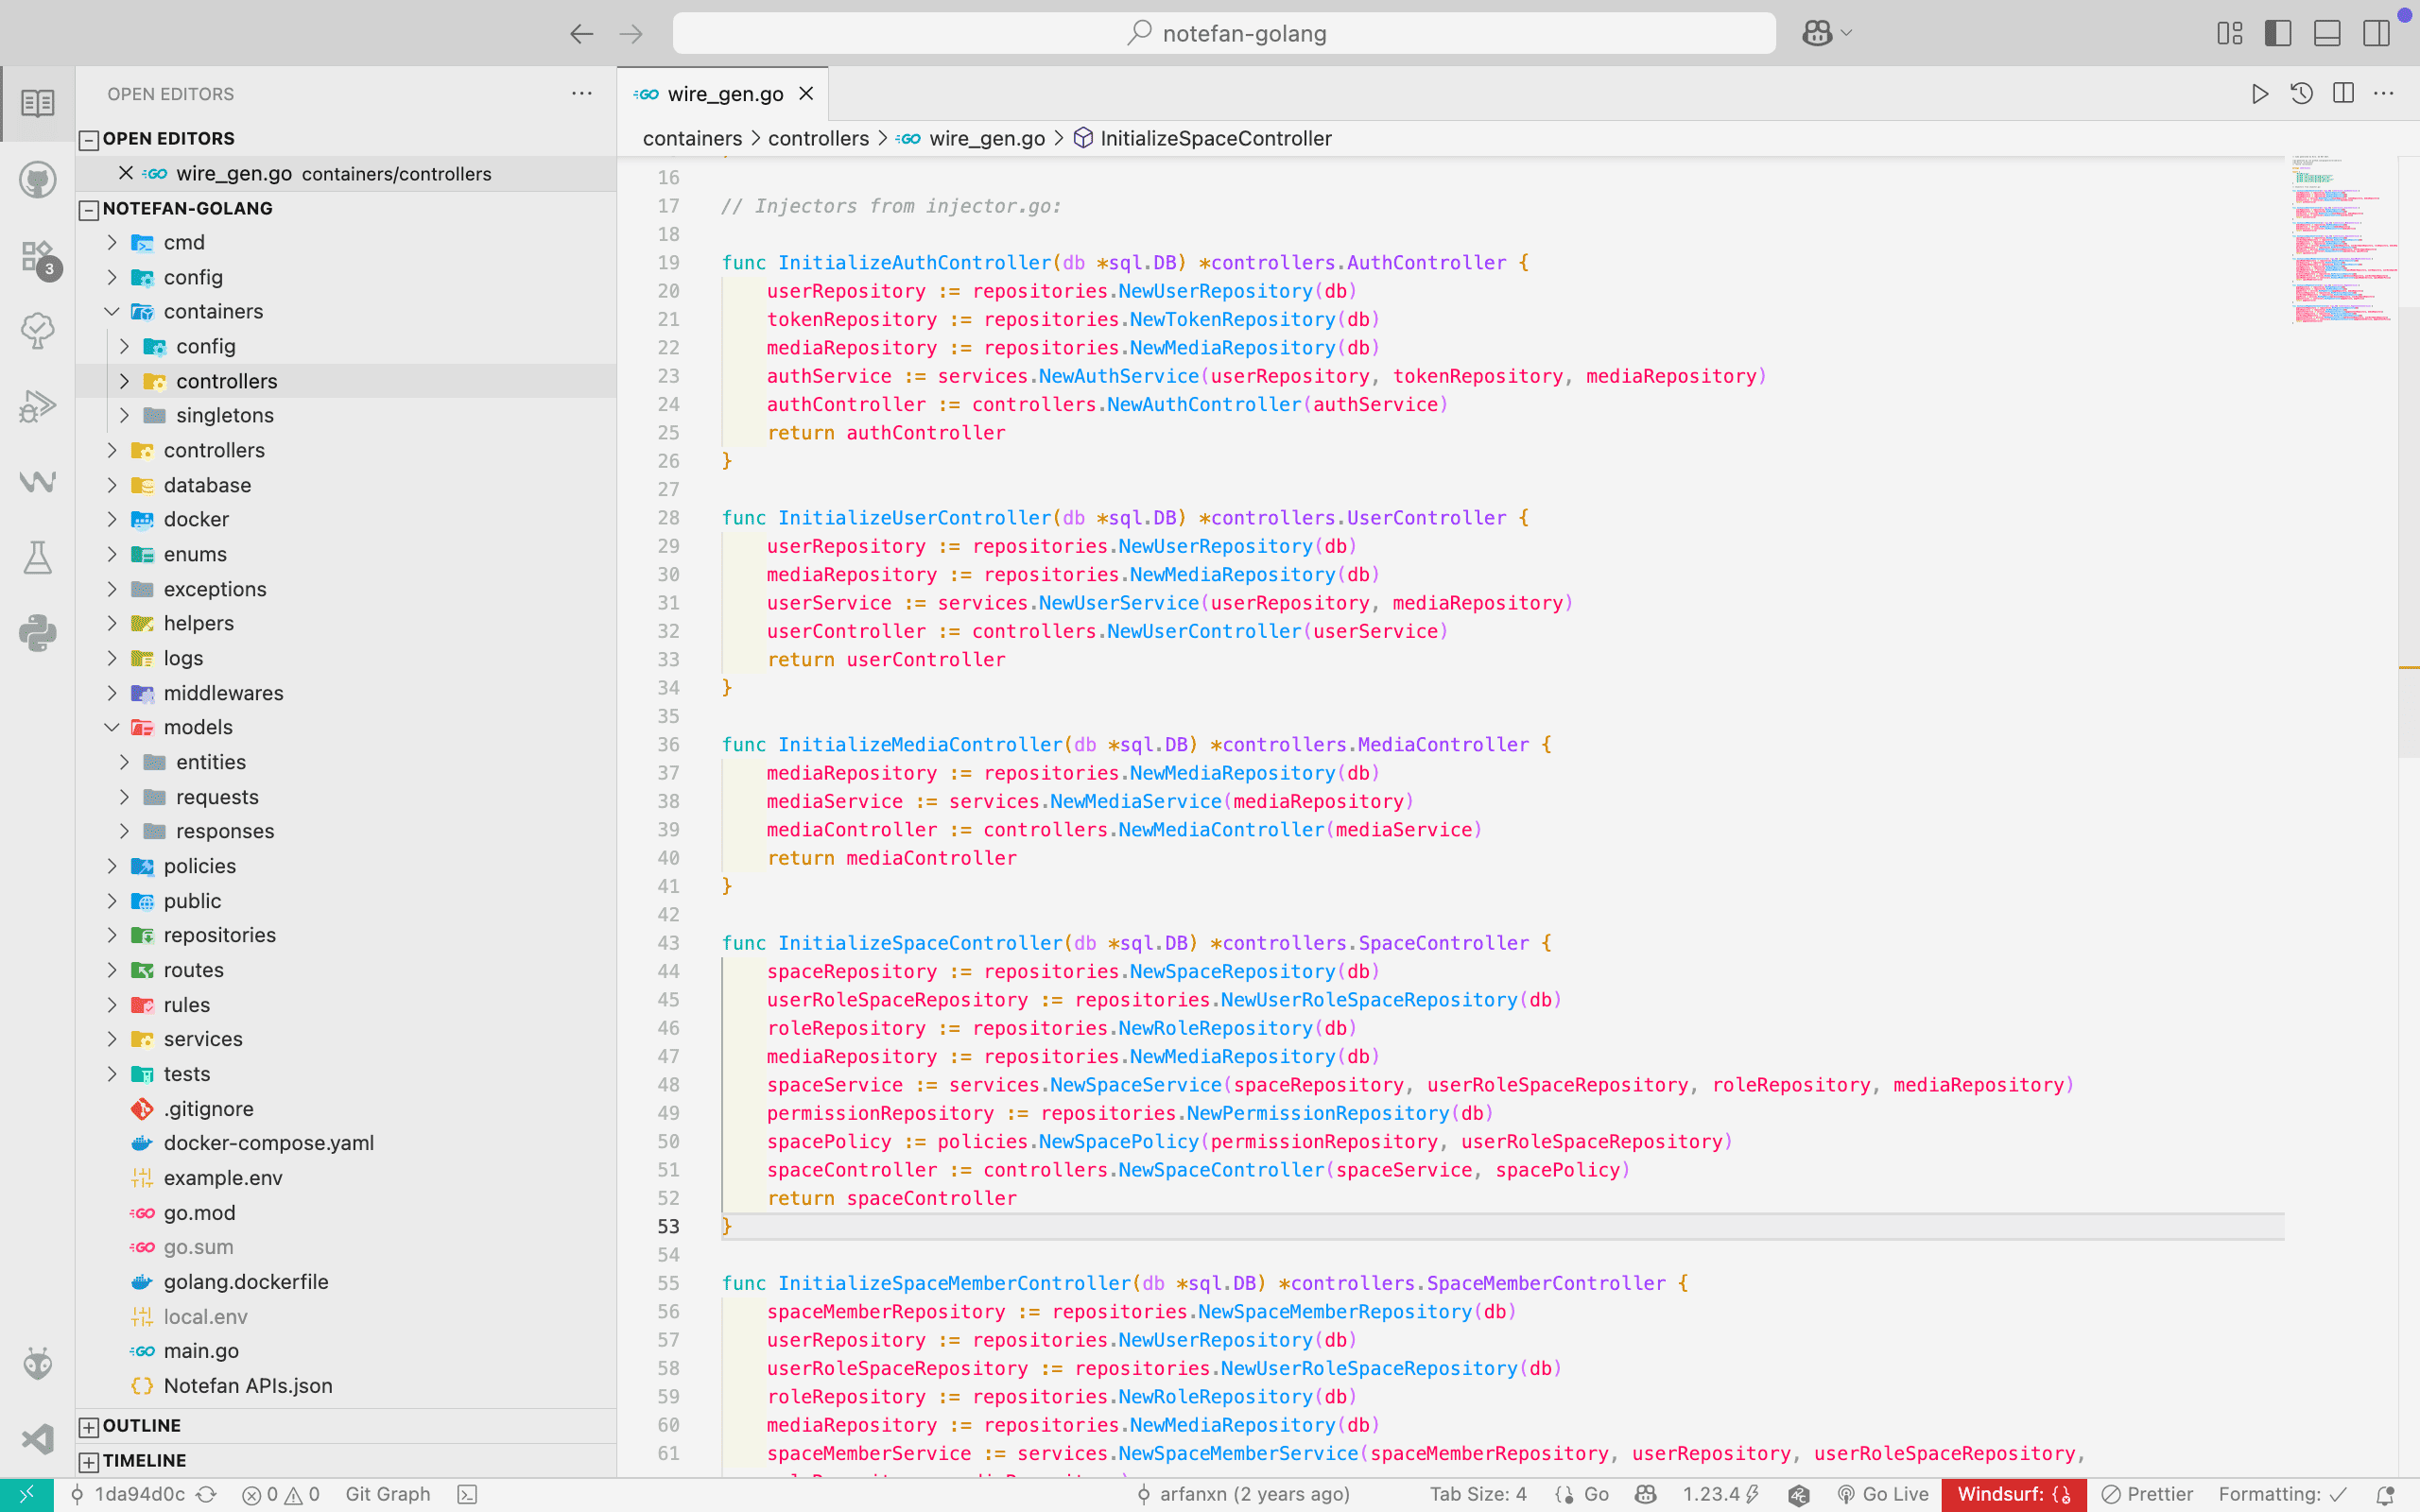 notefan-golang
OPEN EDITORS
OPEN EDITORS
wire_gen.go containers/controllers
NOTEFAN-GOLANG
cmd
config
containers
config
controllers
singletons
controllers
database
docker
enums
exceptions
helpers
logs
middlewares
models
entities
requests
responses
policies
public
repositories
routes
rules
services
tests
.gitignore
docker-compose.yaml
example.env
go.mod
go.sum
golang.dockerfile
local.env
main.go
Notefan APIs.json
OUTLINE
TIMELINE
3
wire_gen.go
containers > controllers > wire_gen.go > InitializeSpaceController
16
17 // Injectors from injector.go:
18
19 func InitializeAuthController(db *sql.DB) *controllers.AuthController {
20 userRepository := repositories.NewUserRepository(db)
21 tokenRepository := repositories.NewTokenRepository(db)
22 mediaRepository := repositories.NewMediaRepository(db)
23 authService := services.NewAuthService(userRepository, tokenRepository, mediaRepository)
24 authController := controllers.NewAuthController(authService)
25 return authController
26 }
27
28 func InitializeUserController(db *sql.DB) *controllers.UserController {
29 userRepository := repositories.NewUserRepository(db)
30 mediaRepository := repositories.NewMediaRepository(db)
31 userService := services.NewUserService(userRepository, mediaRepository)
32 userController := controllers.NewUserController(userService)
33 return userController
34 }
35
36 func InitializeMediaController(db *sql.DB) *controllers.MediaController {
37 mediaRepository := repositories.NewMediaRepository(db)
38 mediaService := services.NewMediaService(mediaRepository)
39 mediaController := controllers.NewMediaController(mediaService)
40 return mediaController
41 }
42
43 func InitializeSpaceController(db *sql.DB) *controllers.SpaceController {
44 spaceRepository := repositories.NewSpaceRepository(db)
45 userRoleSpaceRepository := repositories.NewUserRoleSpaceRepository(db)
46 roleRepository := repositories.NewRoleRepository(db)
47 mediaRepository := repositories.NewMediaRepository(db)
48 spaceService := services.NewSpaceService(spaceRepository, userRoleSpaceRepository, roleRepository, mediaRepository)
49 permissionRepository := repositories.NewPermissionRepository(db)
50 spacePolicy := policies.NewSpacePolicy(permissionRepository, userRoleSpaceRepository)
51 spaceController := controllers.NewSpaceController(spaceService, spacePolicy)
52 return spaceController
53 }
54
55 func InitializeSpaceMemberController(db *sql.DB) *controllers.SpaceMemberController {
56 spaceMemberRepository := repositories.NewSpaceMemberRepository(db)
57 userRepository := repositories.NewUserRepository(db)
58 userRoleSpaceRepository := repositories.NewUserRoleSpaceRepository(db)
59 roleRepository := repositories.NewRoleRepository(db)
60 mediaRepository := repositories.NewMediaRepository(db)
61 spaceMemberService := services.NewSpaceMemberService(spaceMemberRepository, userRepository, userRoleSpaceRepository,
1da94d0c 0 0 Git Graph arfanxn (2 years ago) Tab Size: 4 Go 1.23.4 Go Live Windsurf: {} Prettier Formatting: